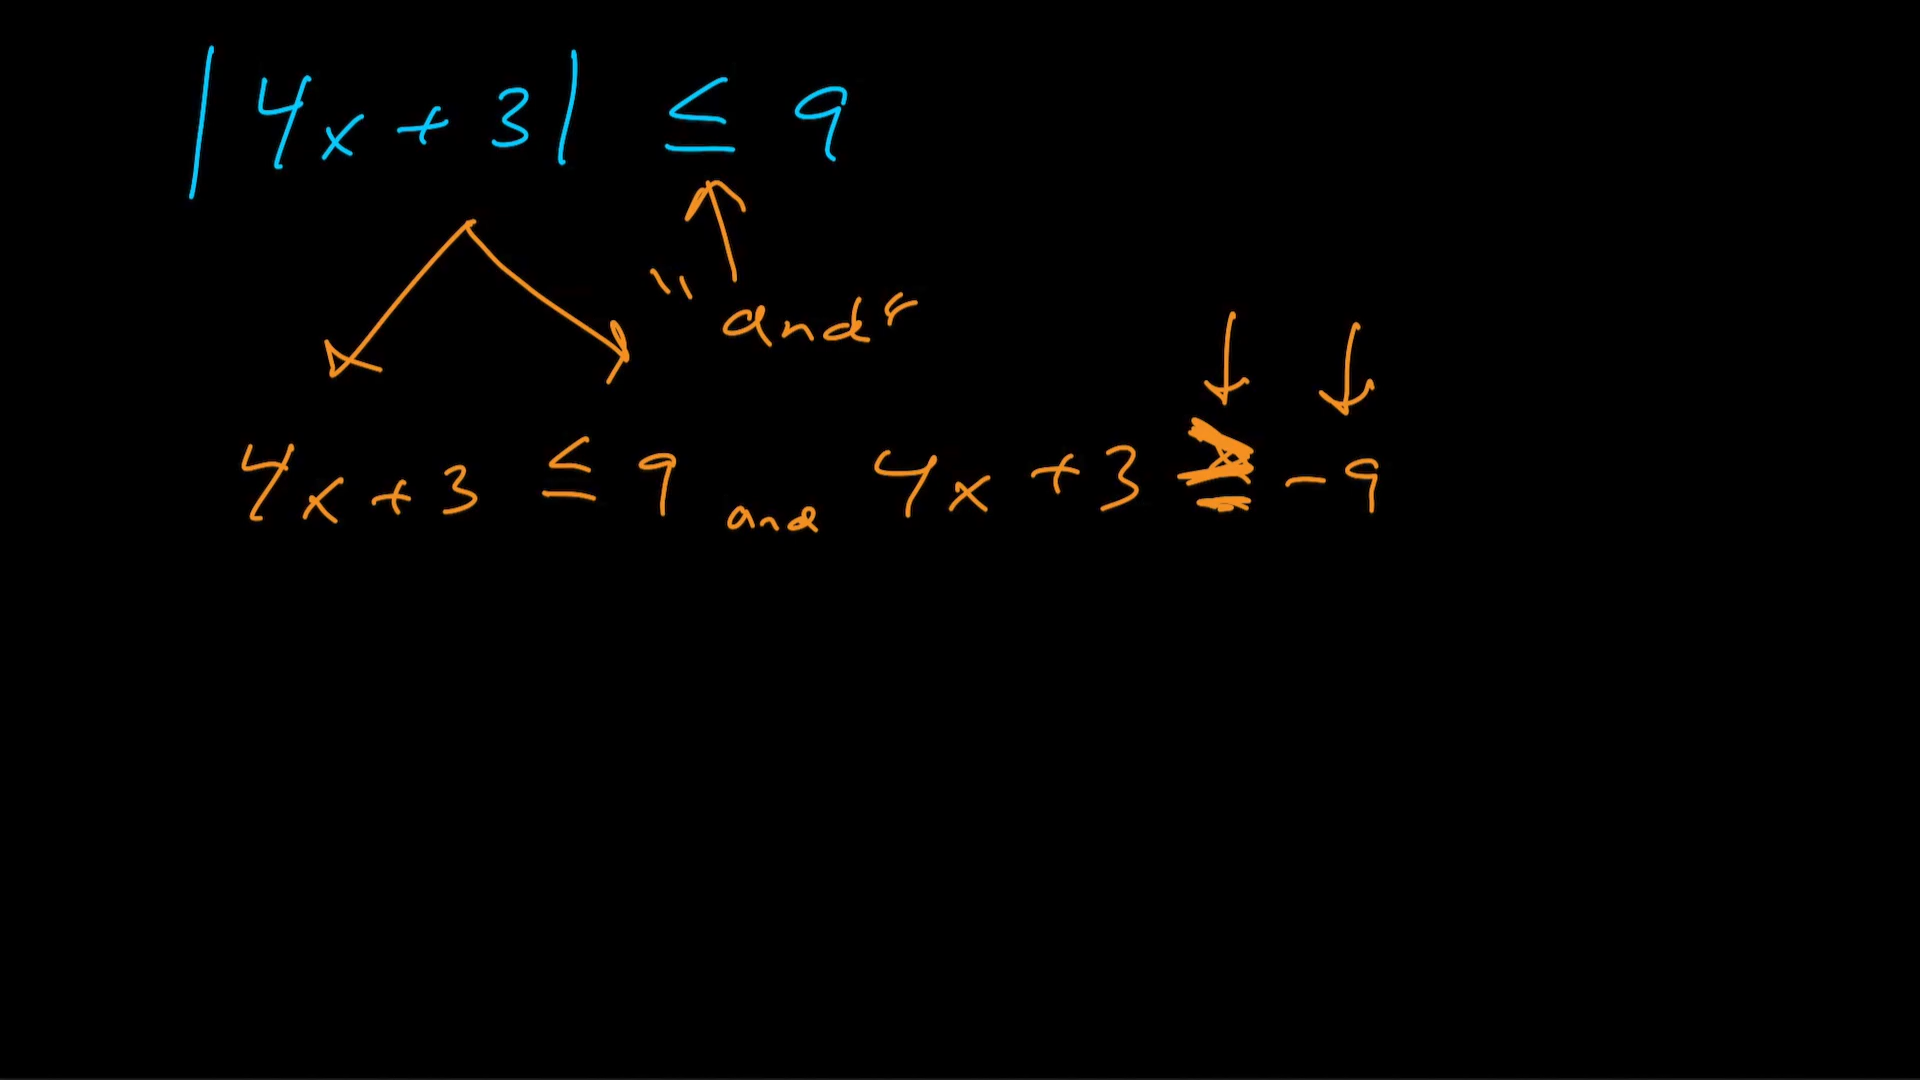 |4x + 3| ≤ 9
"and"
4x + 3 ≤ 9 and 4x + 3 ≥ -9